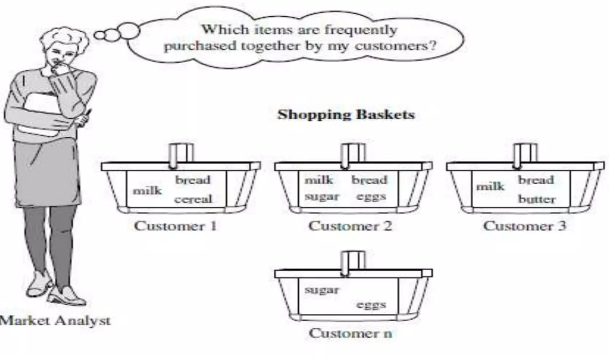 Which items are frequently
purchased together by my customers?
Shopping Baskets
milk bread
cereal
Customer 1
milk bread
sugar eggs
Customer 2
milk bread
butter
Customer 3
sugar
eggs
Customer n
Market Analyst